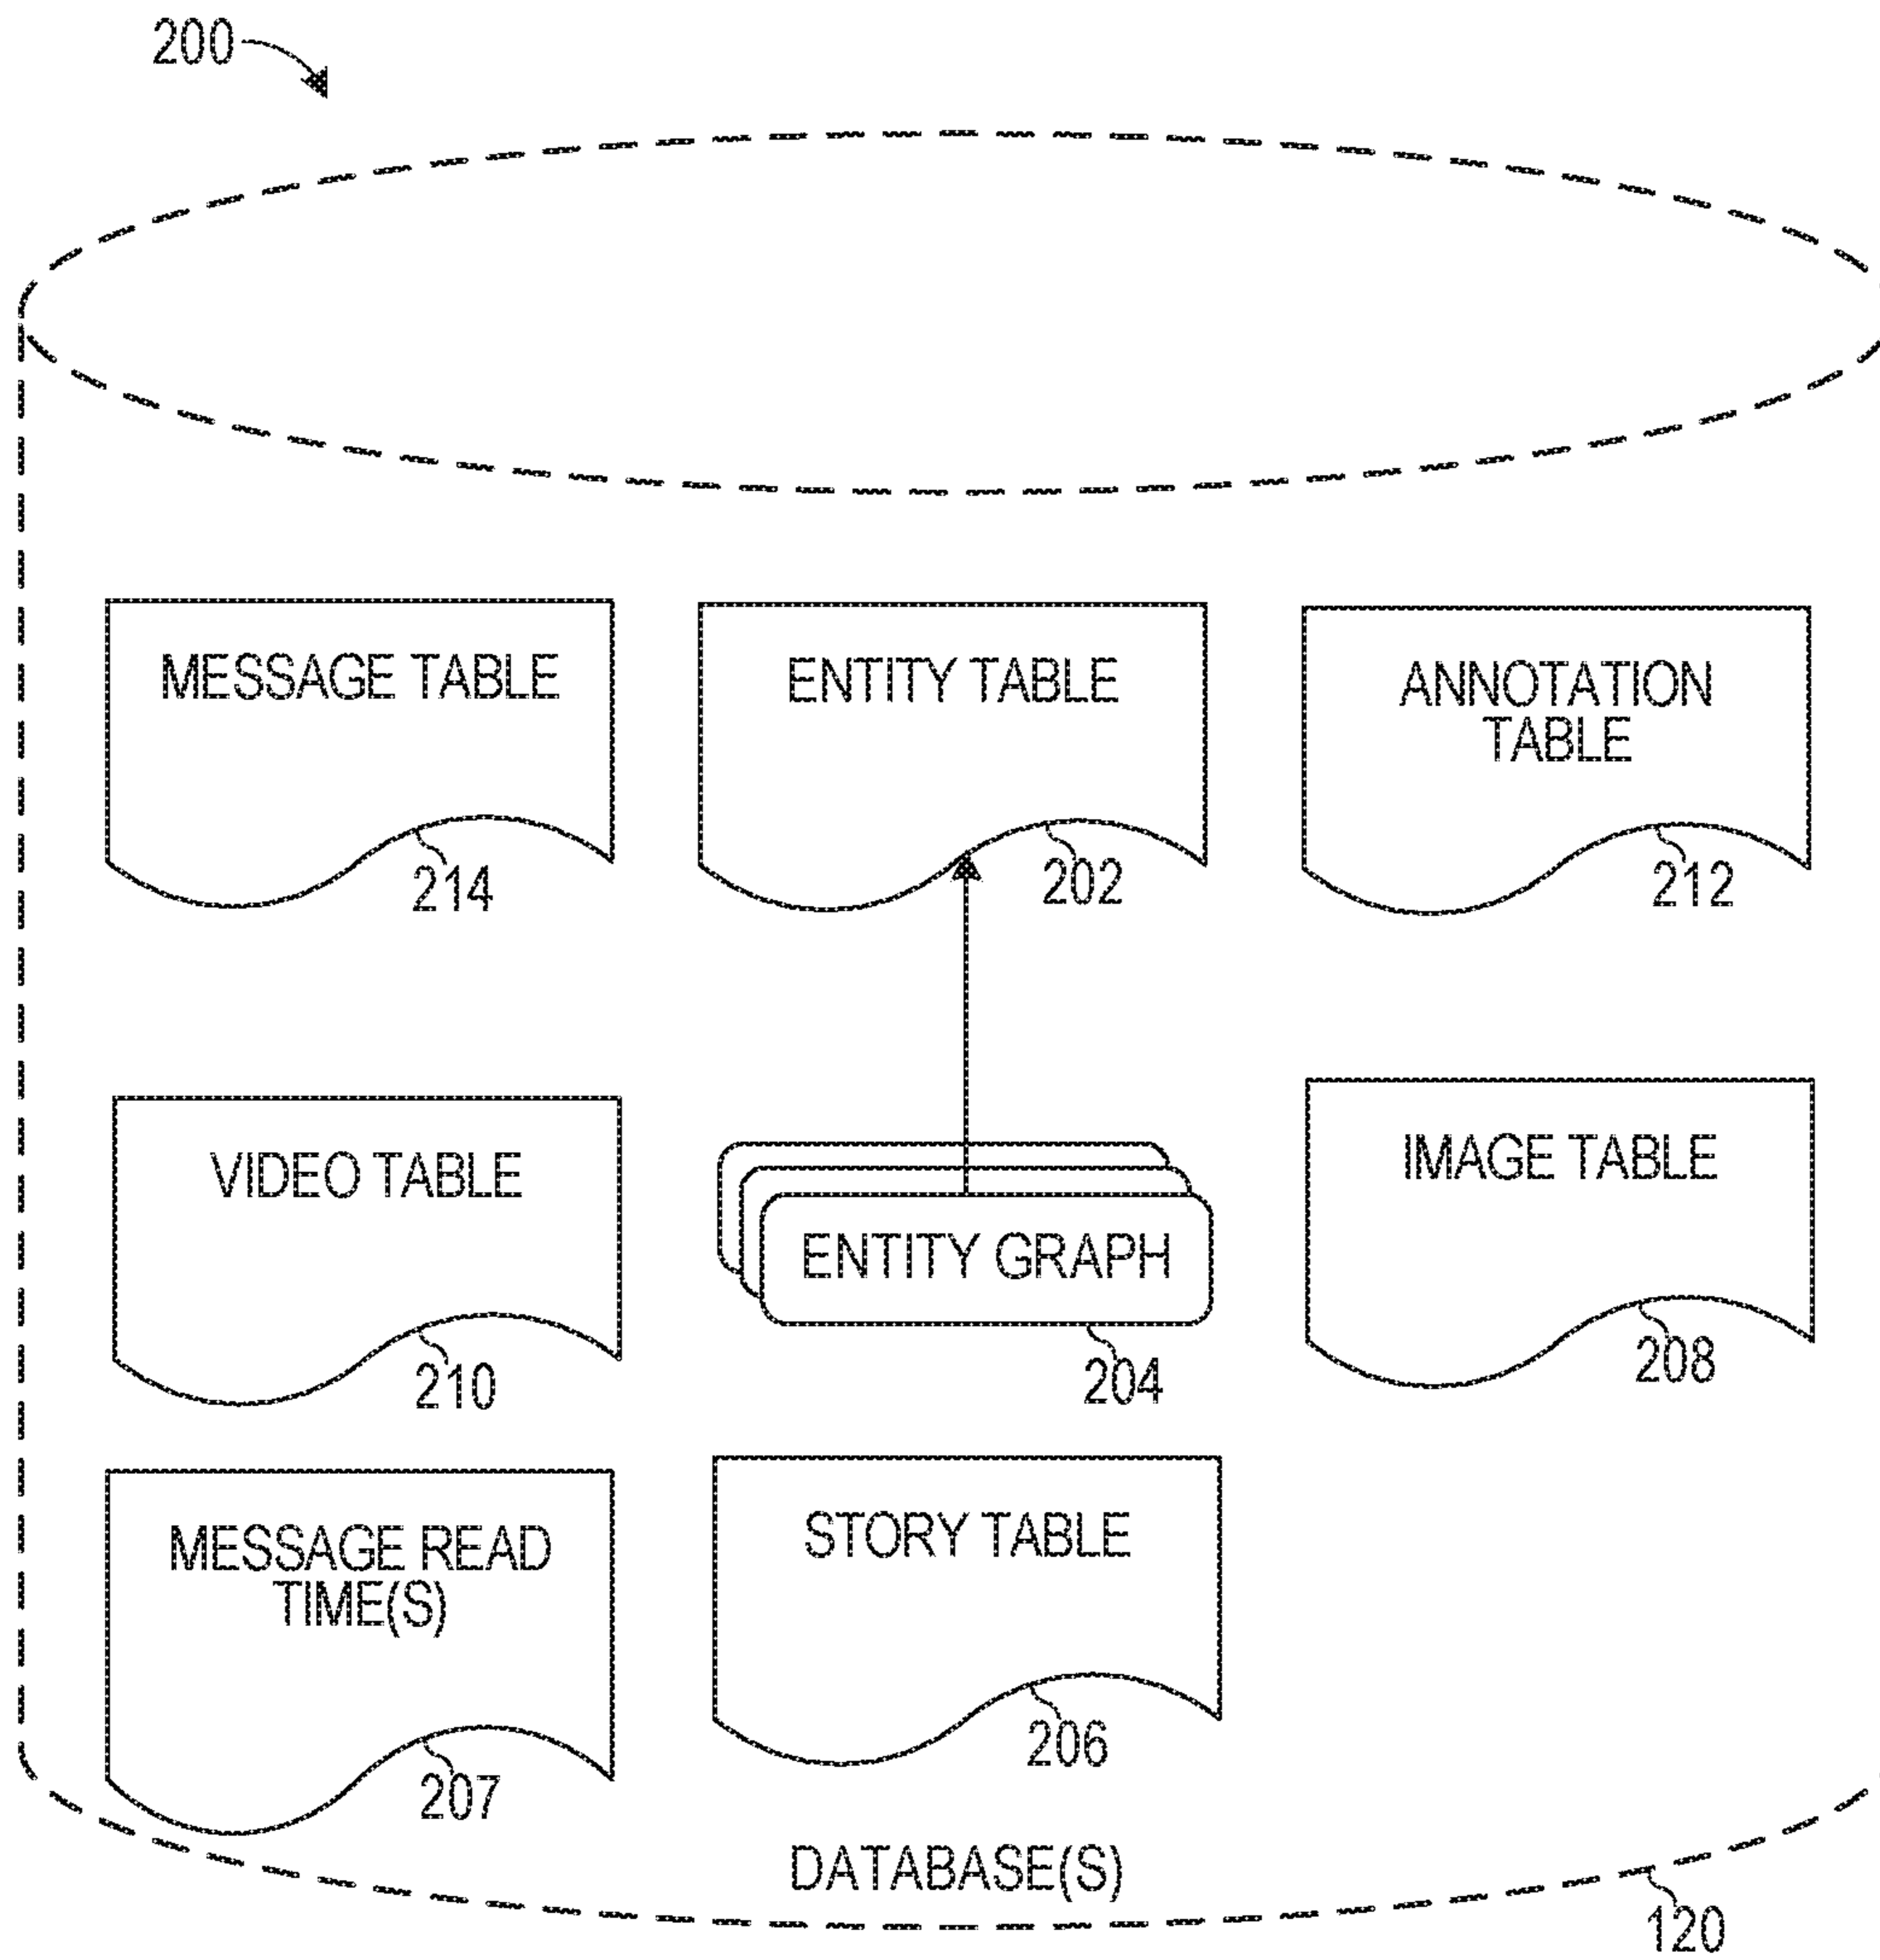 200
MESSAGE TABLE
214
ENTITY TABLE
202
ANNOTATION
TABLE
212
VIDEO TABLE
210
ENTITY GRAPH
204
IMAGE TABLE
208
MESSAGE READ
TIME(S)
207
STORY TABLE
206
DATABASE(S)
120